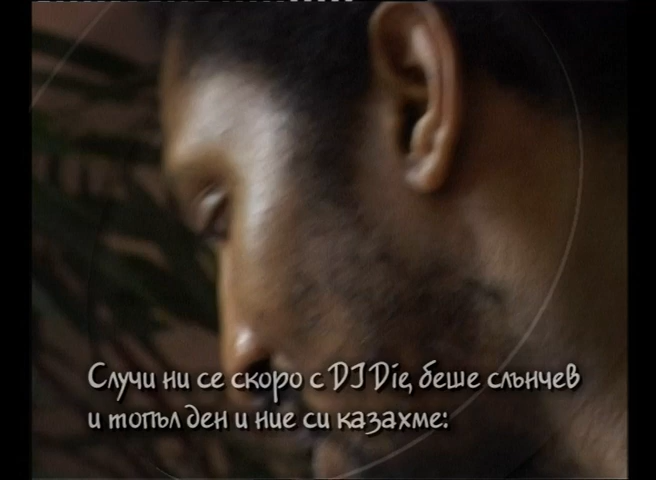 Случи ни се скоро с DJ Die, беше слънчев
и топъл ден и ние си казахме: